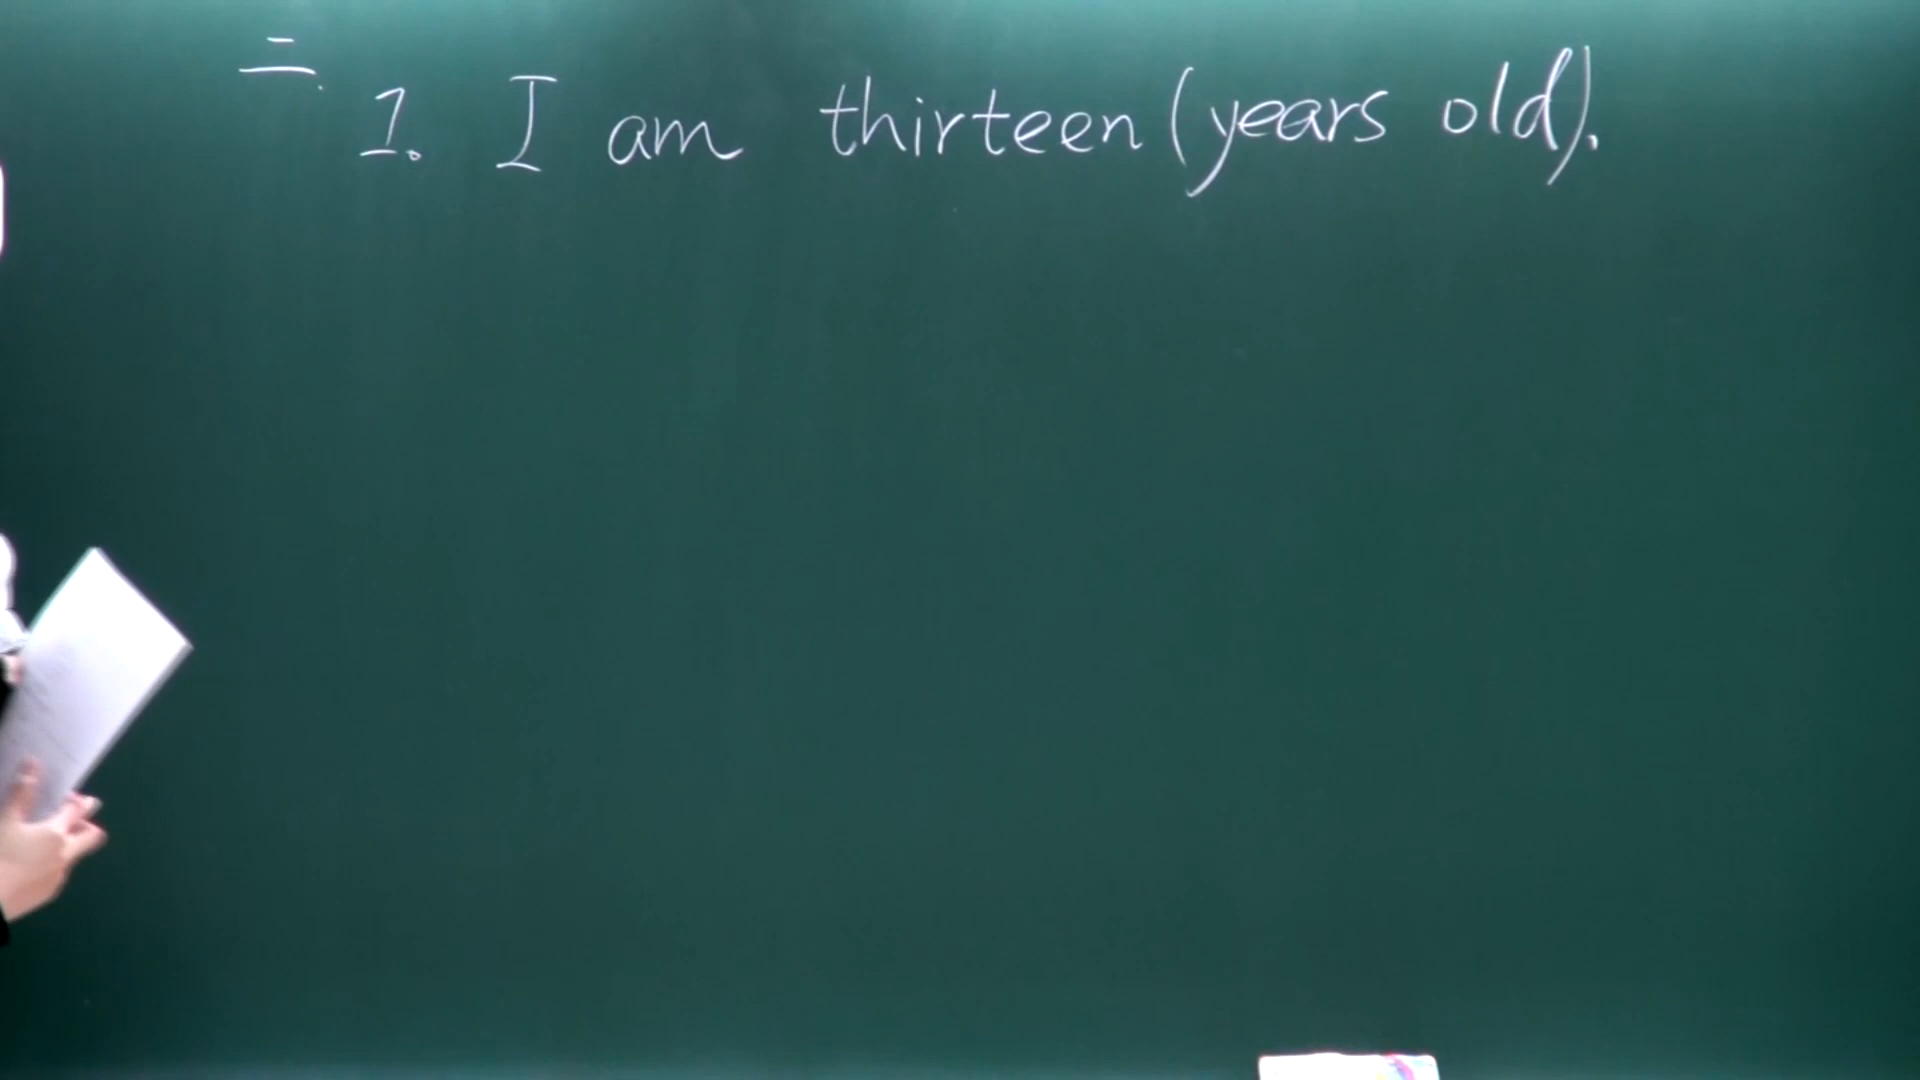 二.
1. I am thirteen (years old).